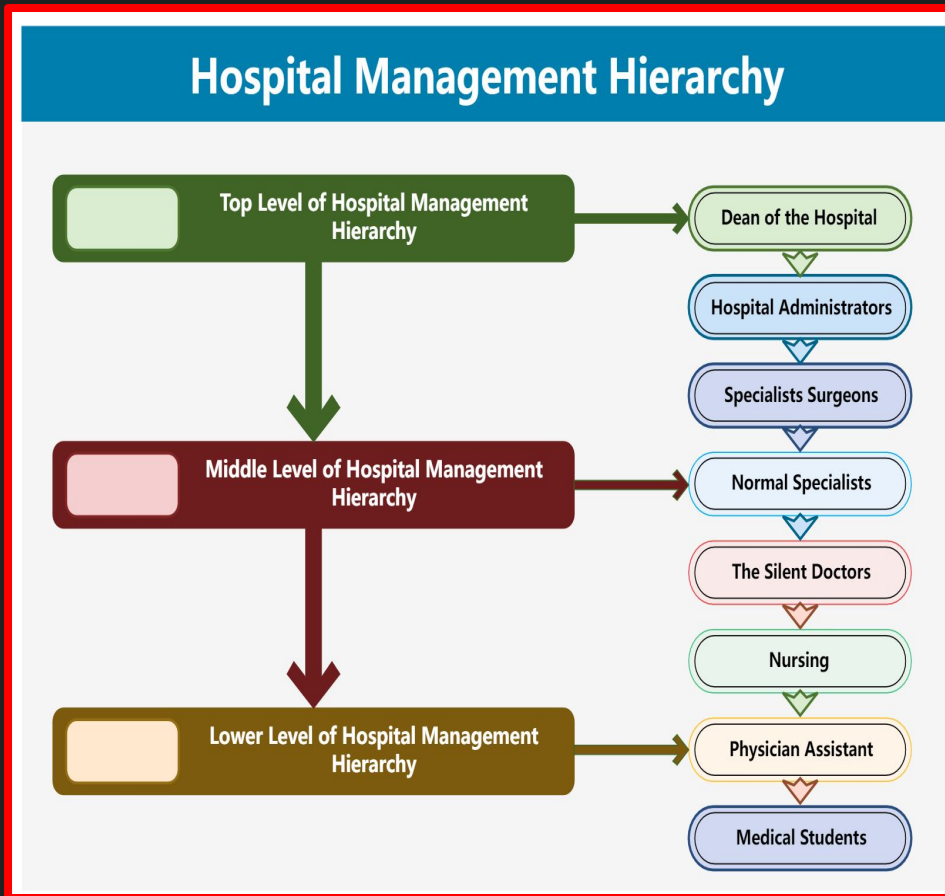 Hospital Management Hierarchy
Top Level of Hospital Management
Hierarchy
Dean of the Hospital
Hospital Administrators
Specialists Surgeons
Middle Level of Hospital Management
Hierarchy
Normal Specialists
The Silent Doctors
Nursing
Lower Level of Hospital Management
Hierarchy
Physician Assistant
Medical Students